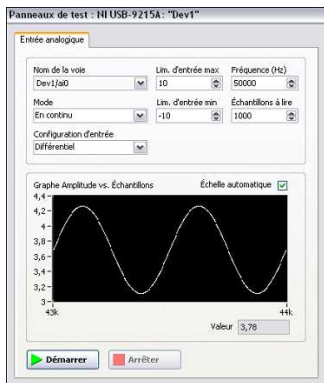 Panneaux de test : NI USB-9215A: "Dev1"
Entrée analogique
Nom de la voie Lim. d'entrée max Fréquence (Hz)
Dev1/ai0 10 50000
Mode Lim. d'entrée min Échantillons à lire
En continu -10 1000
Configuration d'entrée
Différentiel
Graphe Amplitude vs. Échantillons Échelle automatique
4,4
4,2
4
3,8
3,6
3,4
3,2
3
43k 44k
Valeur 3,78
Démarrer Arrêter